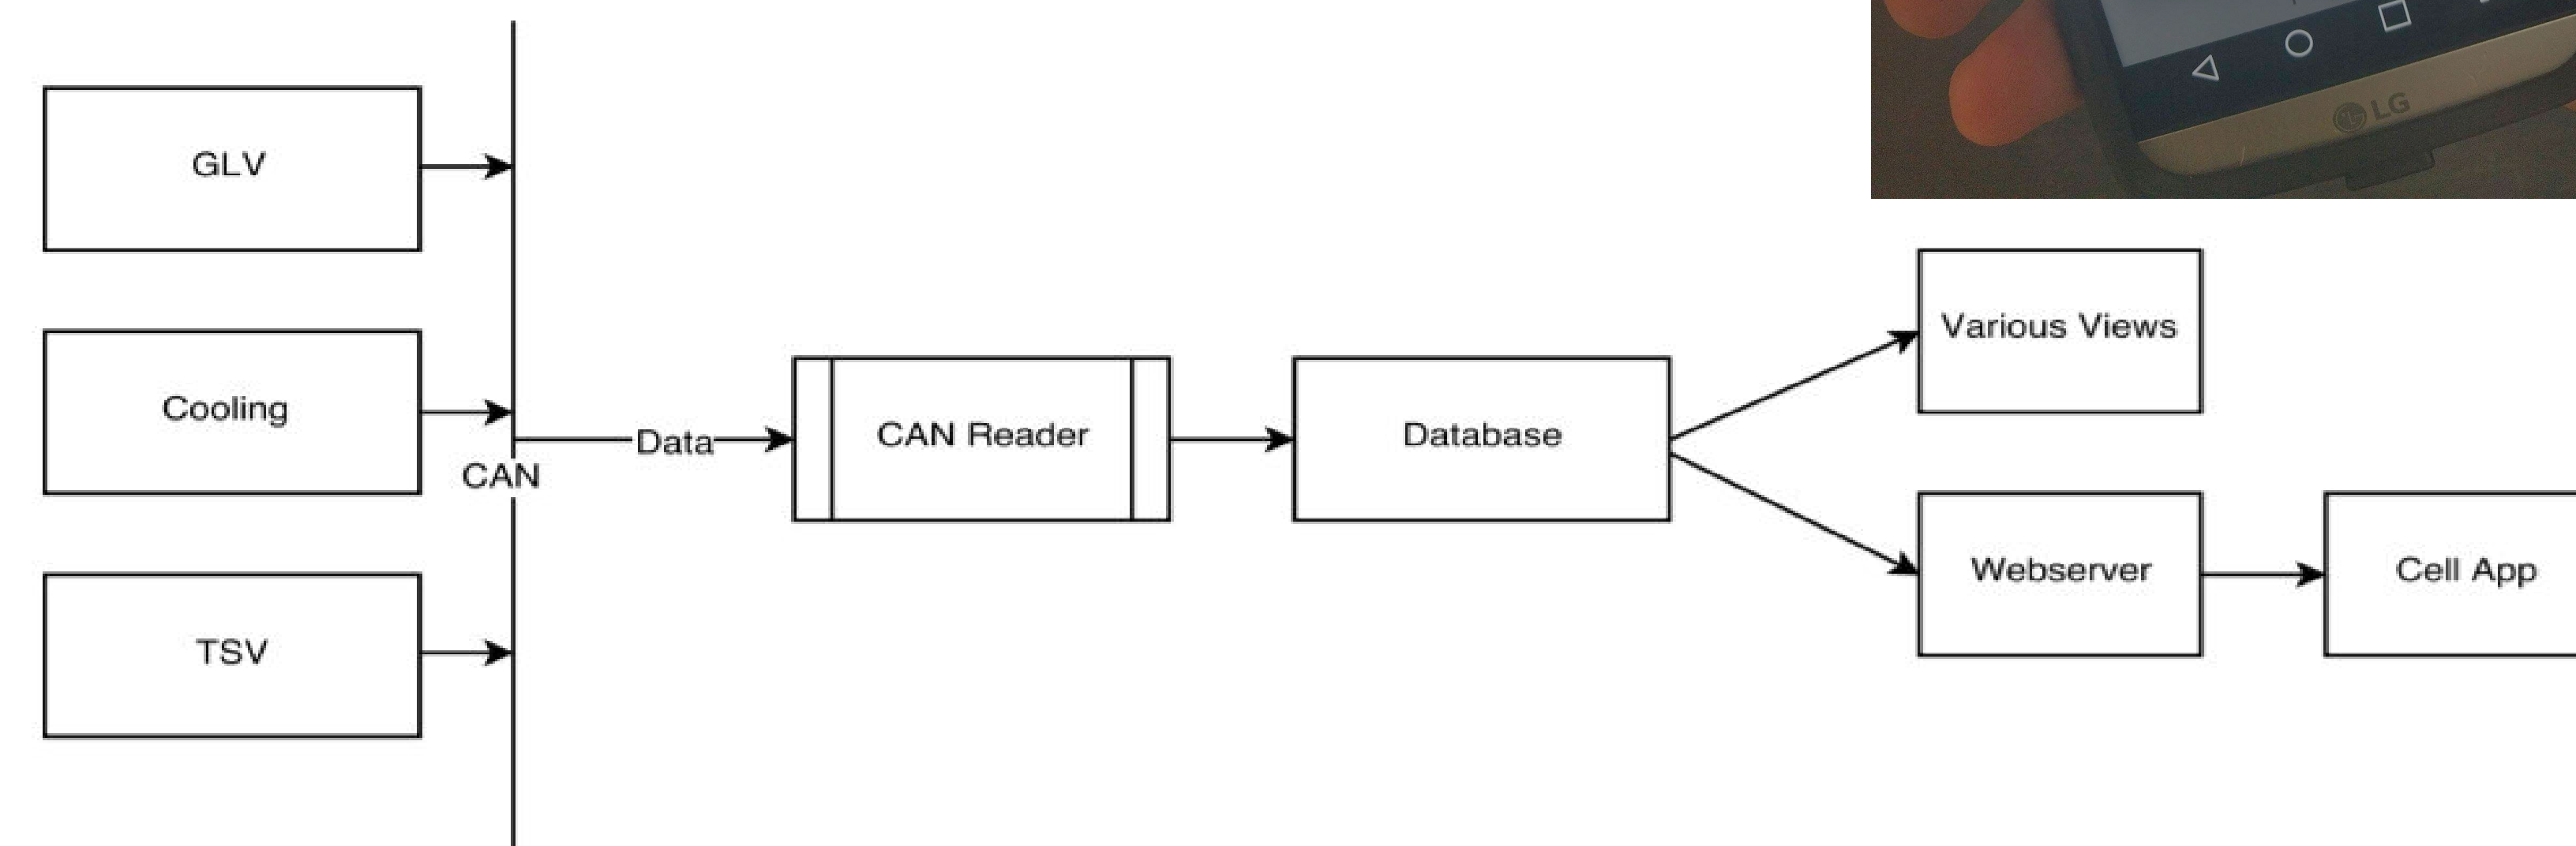 LG
GLV
Cooling
TSV
CAN
Data
CAN Reader
Database
Various Views
Webserver
Cell App